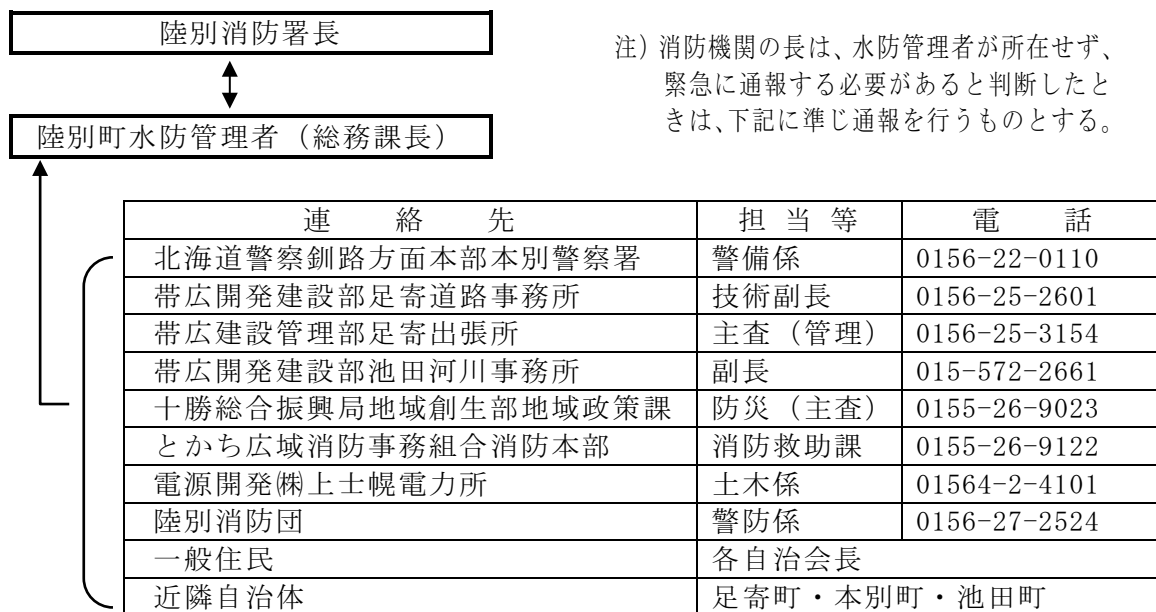 陸別消防署長
注）消防機関の長は、水防管理者が所在せず、
緊急に通報する必要があると判断したと
きは、下記に準じ通報を行うものとする。
陸別町水防管理者（総務課長）
連絡先 担当等 電話
北海道警察釧路方面本部本別警察署 警備係 0156-22-0110
帯広開発建設部足寄道路事務所 技術副長 0156-25-2601
帯広建設管理部足寄出張所 主査（管理） 0156-25-3154
帯広開発建設部池田河川事務所 副長 015-572-2661
十勝総合振興局地域創生部地域政策課 防災（主査） 0155-26-9023
とかち広域消防事務組合消防本部 消防救助課 0155-26-9122
電源開発㈱上士幌電力所 土木係 01564-2-4101
陸別消防団 警防係 0156-27-2524
一般住民 各自治会長
近隣自治体 足寄町・本別町・池田町